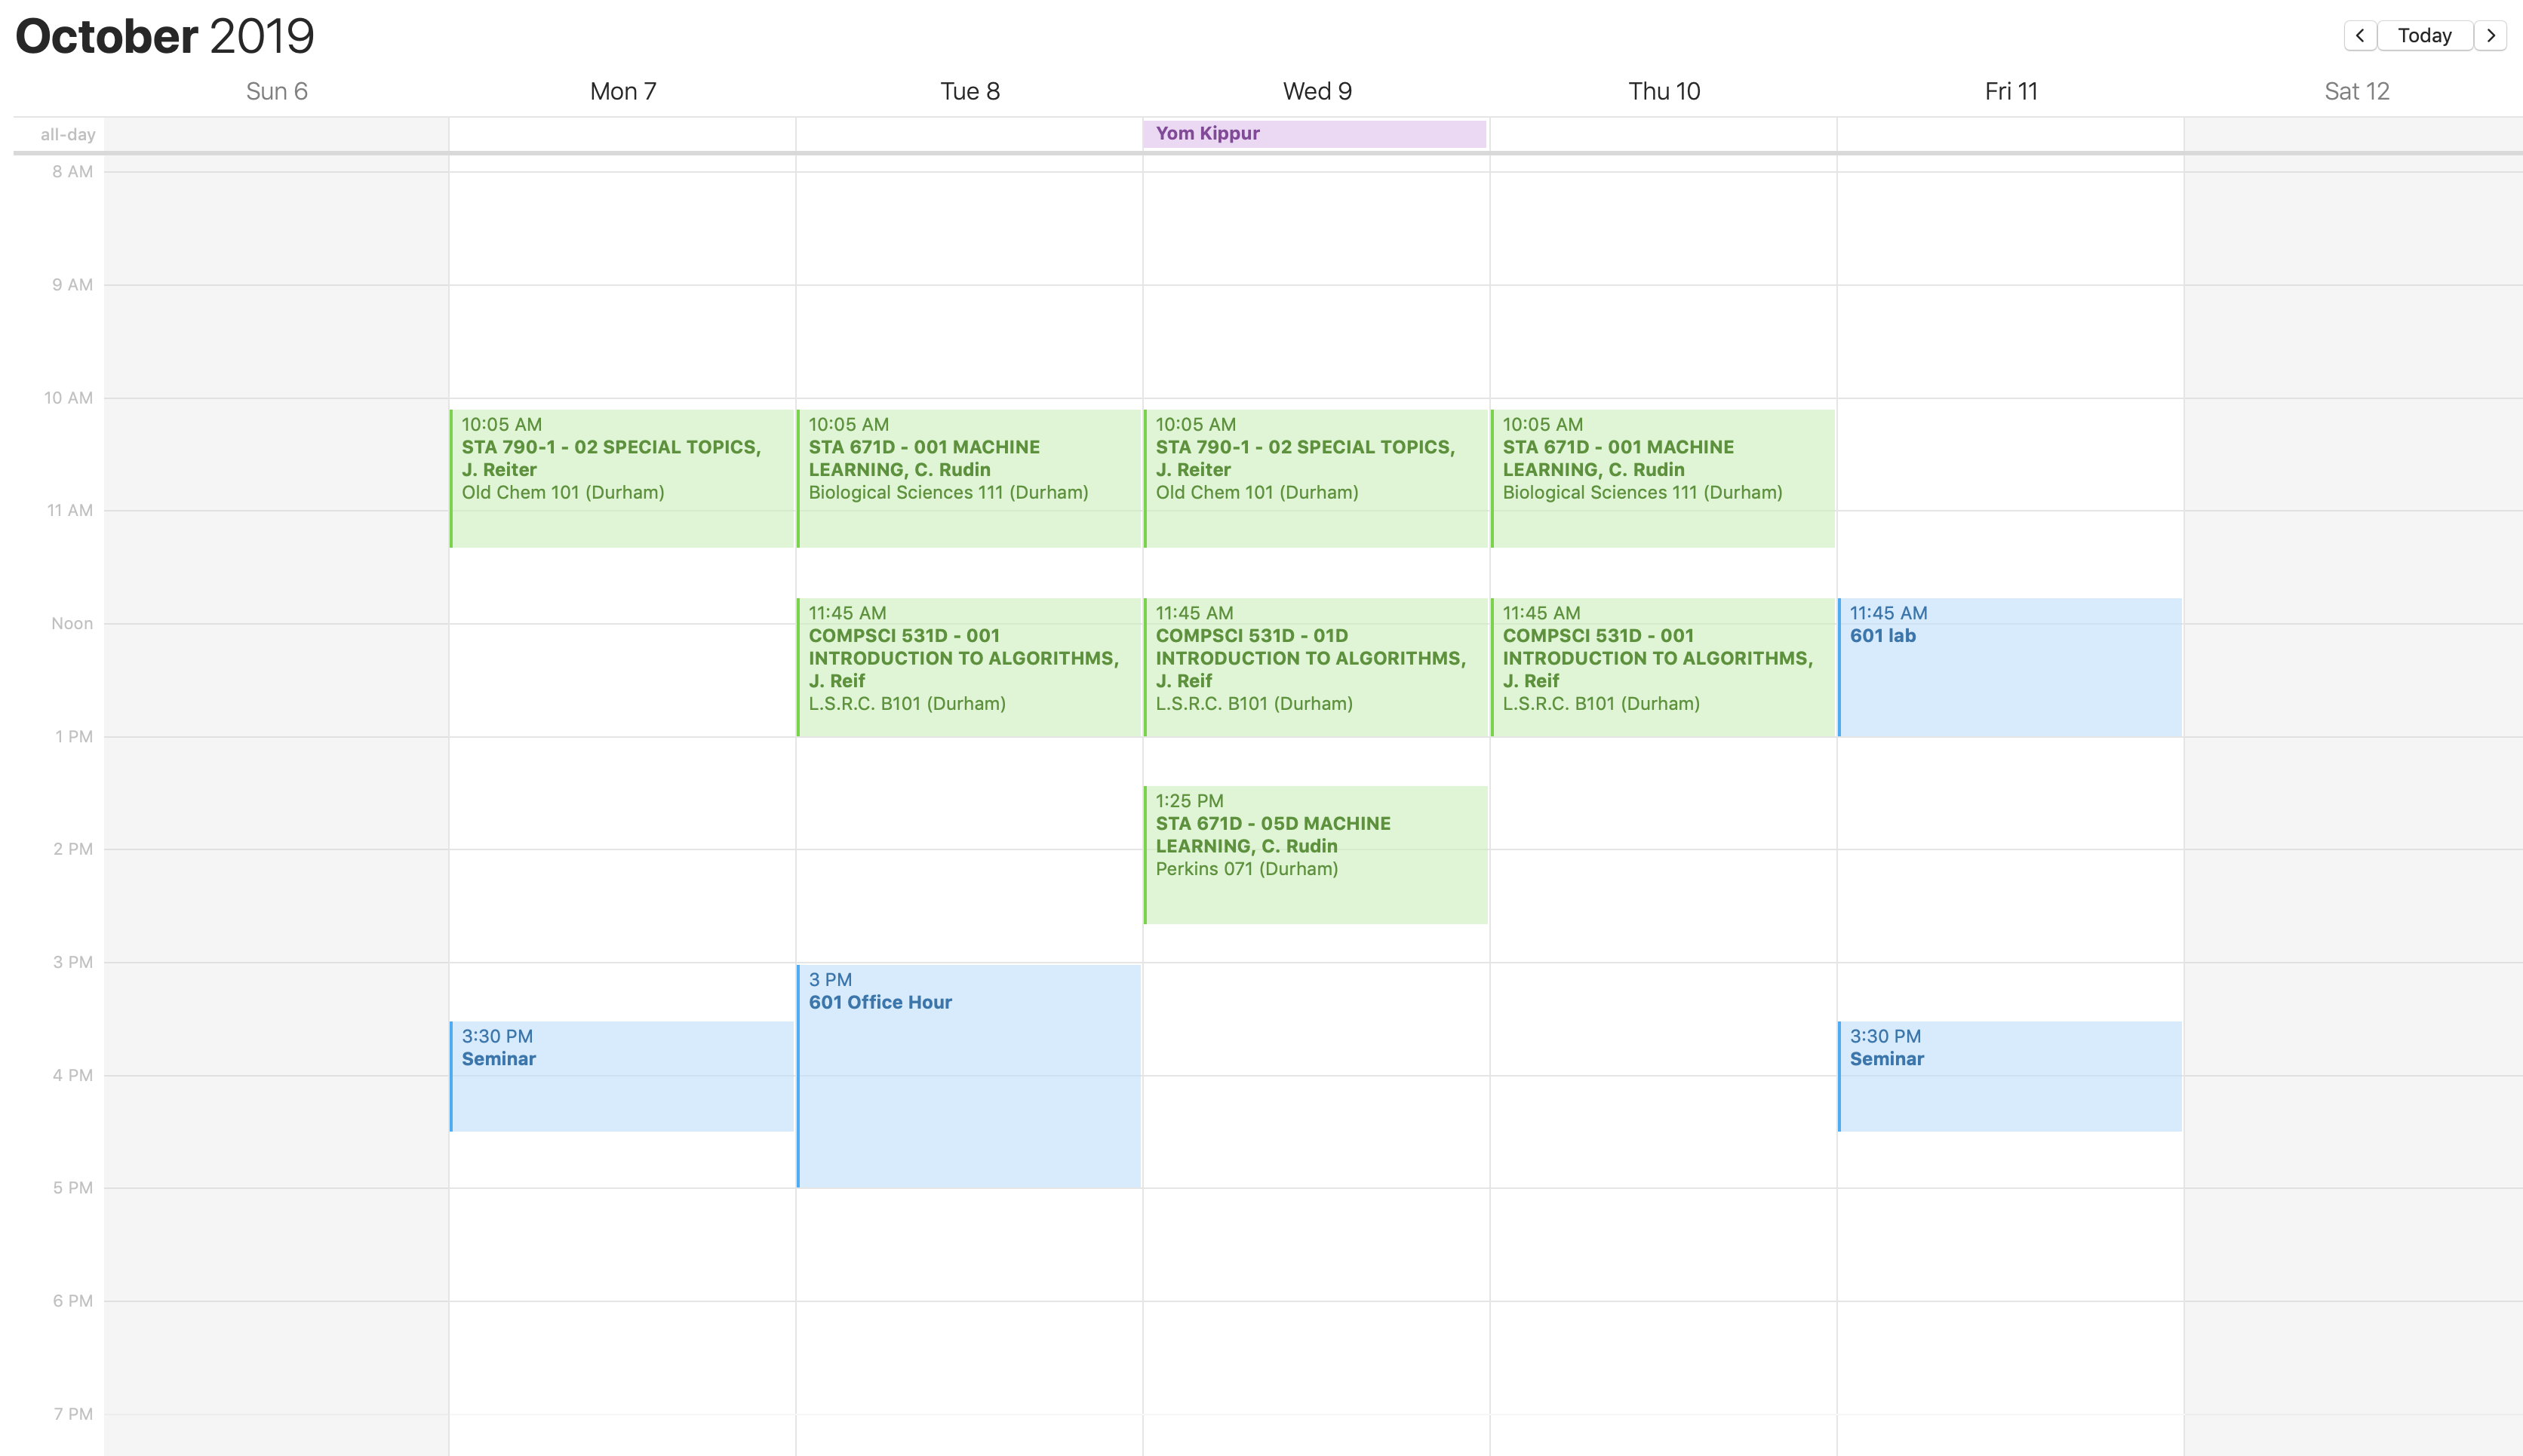 October 2019
Today
Sun 6
Mon 7
Tue 8
Wed 9
Thu 10
Fri 11
Sat 12
all-day
Yom Kippur
8 AM
9 AM
10 AM
11 AM
Noon
1 PM
2 PM
3 PM
4 PM
5 PM
6 PM
7 PM
10:05 AM
STA 790-1 - 02 SPECIAL TOPICS,
J. Reiter
Old Chem 101 (Durham)
3:30 PM
Seminar
10:05 AM
STA 671D - 001 MACHINE
LEARNING, C. Rudin
Biological Sciences 111 (Durham)
11:45 AM
COMPSCI 531D - 001
INTRODUCTION TO ALGORITHMS,
J. Reif
L.S.R.C. B101 (Durham)
3 PM
601 Office Hour
10:05 AM
STA 790-1 - 02 SPECIAL TOPICS,
J. Reiter
Old Chem 101 (Durham)
11:45 AM
COMPSCI 531D - 01D
INTRODUCTION TO ALGORITHMS,
J. Reif
L.S.R.C. B101 (Durham)
1:25 PM
STA 671D - 05D MACHINE
LEARNING, C. Rudin
Perkins 071 (Durham)
10:05 AM
STA 671D - 001 MACHINE
LEARNING, C. Rudin
Biological Sciences 111 (Durham)
11:45 AM
COMPSCI 531D - 001
INTRODUCTION TO ALGORITHMS,
J. Reif
L.S.R.C. B101 (Durham)
11:45 AM
601 lab
3:30 PM
Seminar